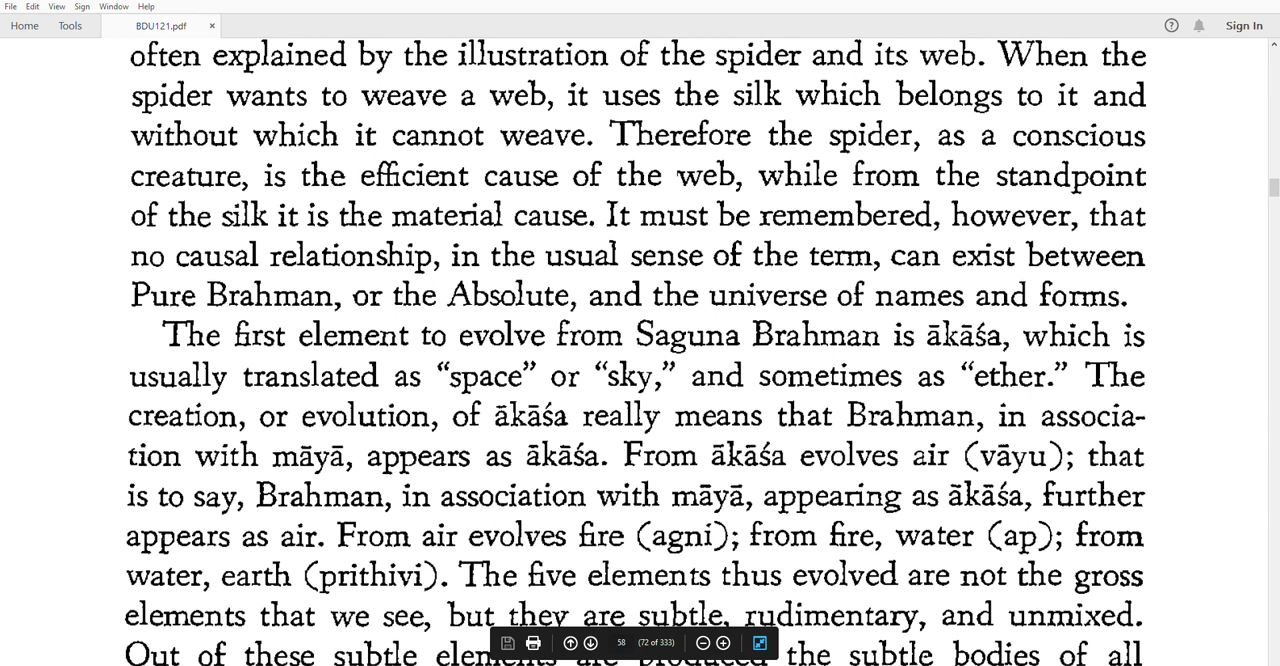 File Edit View Sign Window Help
Home Tools BDU121.pdf × ? Sign In
often explained by the illustration of the spider and its web. When the
spider wants to weave a web, it uses the silk which belongs to it and
without which it cannot weave. Therefore the spider, as a conscious
creature, is the efficient cause of the web, while from the standpoint
of the silk it is the material cause. It must be remembered, however, that
no causal relationship, in the usual sense of the term, can exist between
Pure Brahman, or the Absolute, and the universe of names and forms.
The first element to evolve from Saguna Brahman is ākāśa, which is
usually translated as “space” or “sky,” and sometimes as “ether.” The
creation, or evolution, of ākāśa really means that Brahman, in associa-
tion with māyā, appears as ākāśa. From ākāśa evolves air (vāyu); that
is to say, Brahman, in association with māyā, appearing as ākāśa, further
appears as air. From air evolves fire (agni); from fire, water (ap); from
water, earth (prithivi). The five elements thus evolved are not the gross
elements that we see, but they are subtle, rudimentary, and unmixed.
Out of these subtle elements are produced the subtle bodies of all
58 (72 of 333)